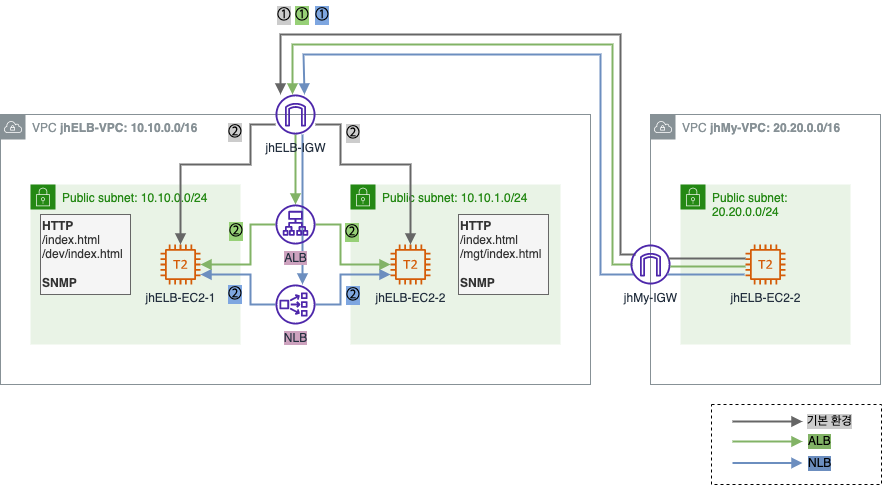 ① ① ①
VPC jhELB-VPC: 10.10.0.0/16
②
②
jhELB-IGW
Public subnet: 10.10.0.0/24
HTTP
/index.html
/dev/index.html
SNMP
T2
jhELB-EC2-1
②
②
ALB
②
②
NLB
Public subnet: 10.10.1.0/24
T2
jhELB-EC2-2
HTTP
/index.html
/mgt/index.html
SNMP
VPC jhMy-VPC: 20.20.0.0/16
jhMy-IGW
Public subnet:
20.20.0.0/24
T2
jhELB-EC2-2
기본 환경
ALB
NLB